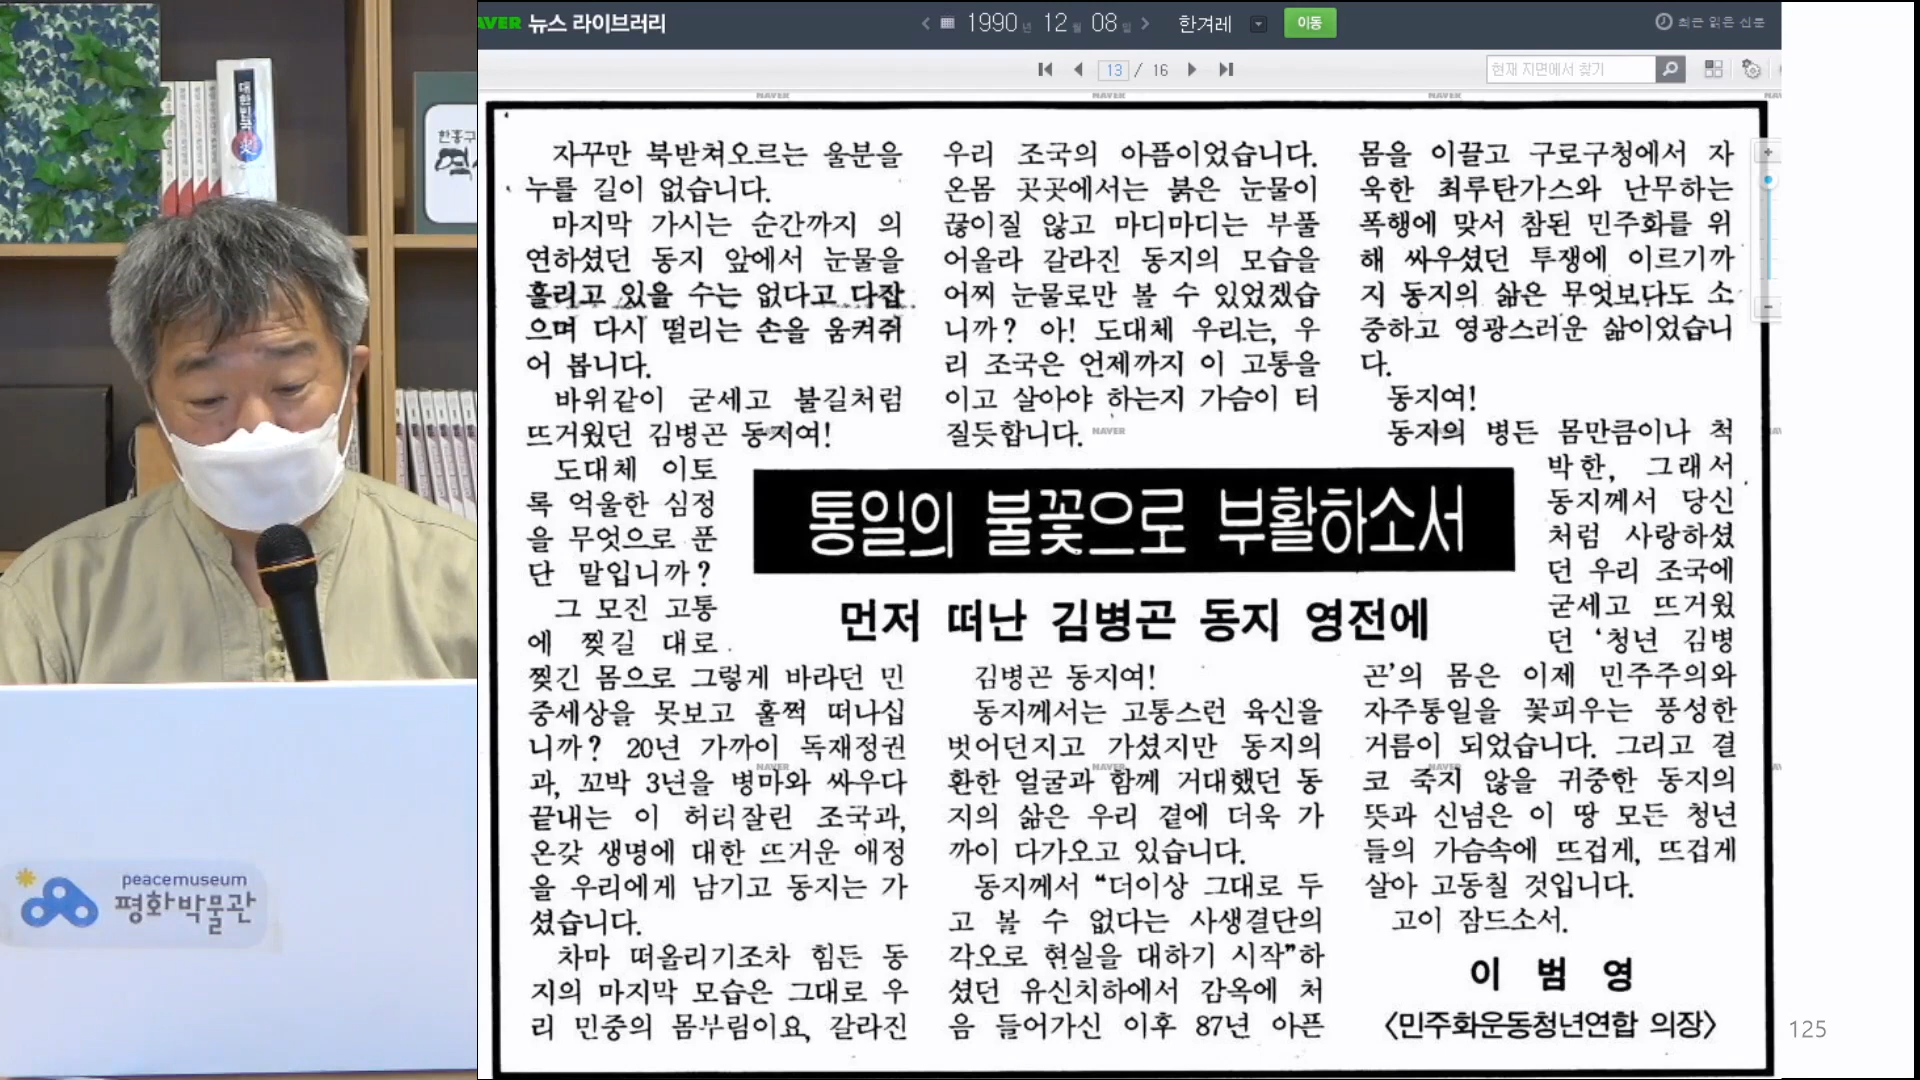 NAVER 뉴스 라이브러리
1990년 12월 08일
한겨레
이동
최근 읽은 신문
13 / 16
현재 지면에서 찾기
자꾸만 북받쳐오르는 울분을
누를 길이 없습니다.
마지막 가시는 순간까지 의
연하셨던 동지 앞에서 눈물을
흘리고 있을 수는 없다고 다잡
으며 다시 떨리는 손을 움켜쥐
어 봅니다.
바위같이 굳세고 불길처럼
뜨거웠던 김병곤 동지여!
도대체 이토
록 억울한 심정
을 무엇으로 푼
단 말입니까?
그 모진 고통
에 찢길 대로
찢긴 몸으로 그렇게 바라던 민
중세상을 못보고 훌쩍 떠나십
니까? 20년 가까이 독재정권
과, 꼬박 3년을 병마와 싸우다
끝내는 이 허리잘린 조국과,
온갖 생명에 대한 뜨거운 애정
을 우리에게 남기고 동지는 가
셨습니다.
차마 떠올리기조차 힘든 동
지의 마지막 모습은 그대로 우
리 민중의 몸부림이요, 갈라진
우리 조국의 아픔이었습니다.
온몸 곳곳에서는 붉은 눈물이
끊이질 않고 마디마디는 부풀
어올라 갈라진 동지의 모습을
어찌 눈물로만 볼 수 있었겠습
니까? 아! 도대체 우리는, 우
리 조국은 언제까지 이 고통을
이고 살아야 하는지 가슴이 터
질듯합니다.
통일의 불꽃으로 부활하소서
먼저 떠난 김병곤 동지 영전에
김병곤 동지여!
동지께서는 고통스런 육신을
벗어던지고 가셨지만 동지의
환한 얼굴과 함께 거대했던 동
지의 삶은 우리 곁에 더욱 가
까이 다가오고 있습니다.
동지께서 “더이상 그대로 두
고 볼 수 없다는 사생결단의
각오로 현실을 대하기 시작”하
셨던 유신치하에서 감옥에 처
음 들어가신 이후 87년 아픈
몸을 이끌고 구로구청에서 자
욱한 최루탄가스와 난무하는
폭행에 맞서 참된 민주화를 위
해 싸우셨던 투쟁에 이르기까
지 동지의 삶은 무엇보다도 소
중하고 영광스러운 삶이었습니
다.
동지여!
동지의 병든 몸만큼이나 척
박한, 그래서
동지께서 당신
처럼 사랑하셨
던 우리 조국에
굳세고 뜨거웠
던 ‘청년 김병
곤’의 몸은 이제 민주주의와
자주통일을 꽃피우는 풍성한
거름이 되었습니다. 그리고 결
코 죽지 않을 귀중한 동지의
뜻과 신념은 이 땅 모든 청년
들의 가슴속에 뜨겁게, 뜨겁게
살아 고동칠 것입니다.
고이 잠드소서.
이 범 영
〈민주화운동청년연합 의장〉
125
대한민국史
한홍구
peacemuseum
평화박물관